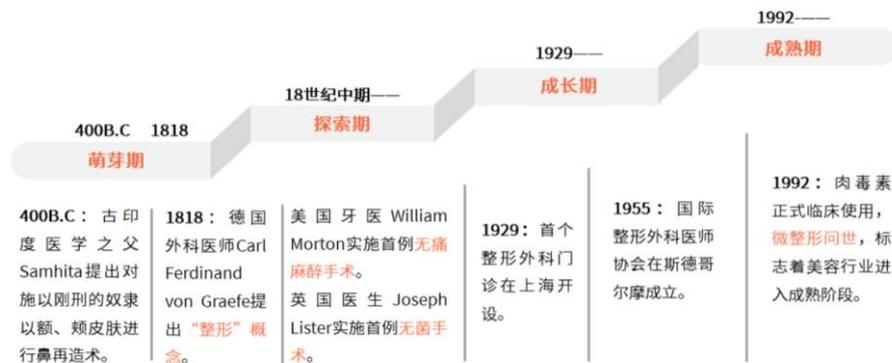 400B.C 1818
萌芽期
18世纪中期——
探索期
1929——
成长期
1992-——
成熟期
400B.C：古印
度医学之父
Samhita提出对
施以刚刑的奴隶
以额、颊皮肤进
行鼻再造术。
1818：德国
外科医师Carl
Ferdinand
von Graefe提
出“整形”概
念。
美国牙医William
Morton实施首例无痛
麻醉手术。
英国医生Joseph
Lister实施首例无菌手
术。
1929：首个
整形外科门
诊在上海开
设。
1955：国际
整形外科医师
协会在斯德哥
尔摩成立。
1992：肉毒素
正式临床使用，
微整形问世，标
志着美容行业进
入成熟阶段。